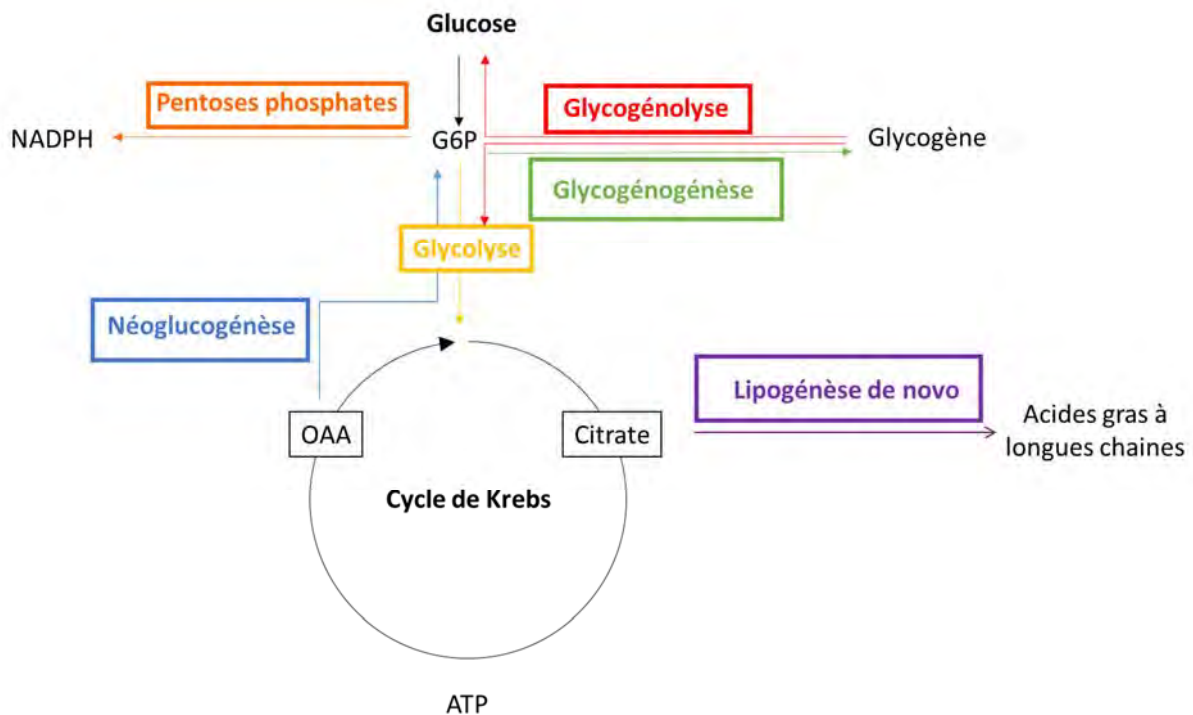 Glucose
Pentoses phosphates
Glycogénolyse
NADPH
G6P
Glycogène
Glycogénogénèse
Glycolyse
Néoglucogénèse
Lipogénèse de novo
OAA
Citrate
Acides gras à
longues chaines
Cycle de Krebs
ATP